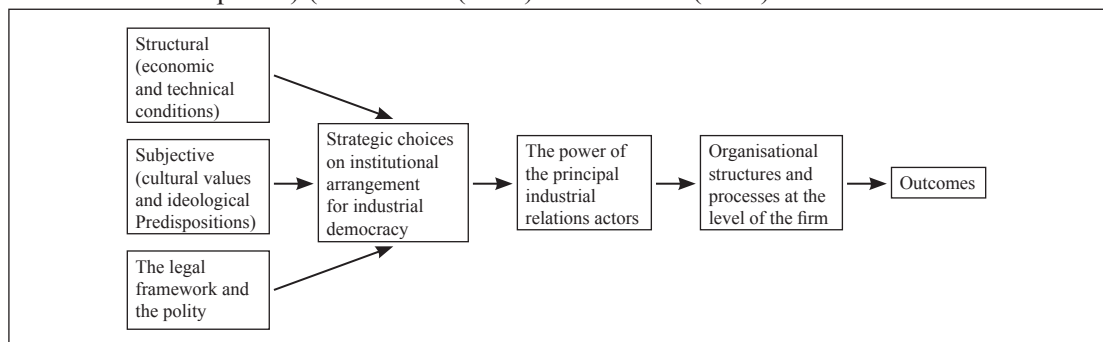 Structural
(economic
and technical
conditions)
Subjective
(cultural values
and ideological
Predispositions)
The legal
framework and
the polity
Strategic choices
on institutional
arrangement
for industrial
democracy
The power of
the principal
industrial
relations actors
Organisational
structures and
processes at the
level of the firm
Outcomes